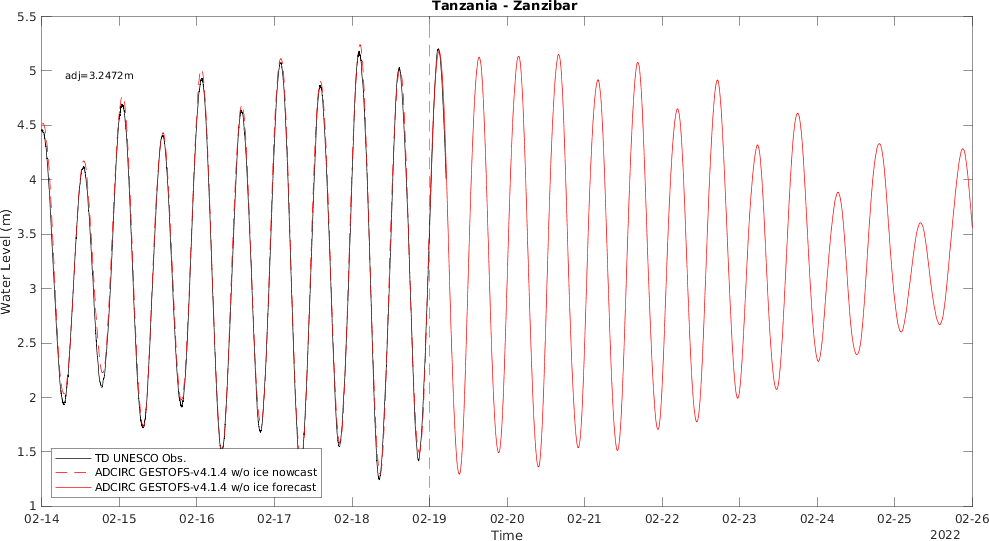 Tanzania - Zanzibar
5.5
5
4.5
4
3.5
3
2.5
2
1.5
1
Water Level (m)
adj=3.2472m
TD UNESCO Obs.
ADCIRC GESTOFS-v4.1.4 w/o ice nowcast
ADCIRC GESTOFS-v4.1.4 w/o ice forecast
02-14 02-15 02-16 02-17 02-18 02-19 02-20 02-21 02-22 02-23 02-24 02-25 02-26
Time
2022